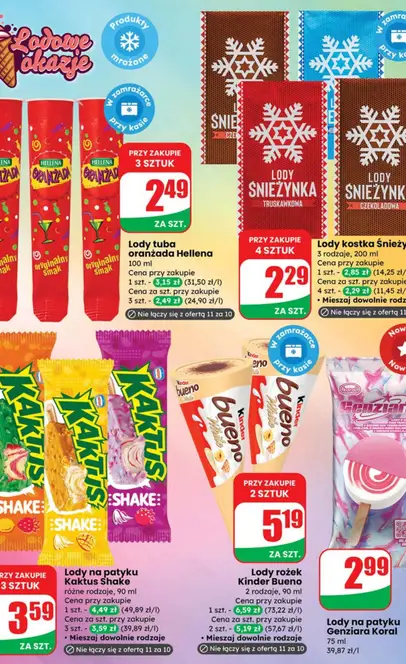 Lodowe
okazje
Produkty
mrożone
w zamrażarce
przy kasie
w zamrażarce
przy kasie
HELLENA
HELLENA
oryginalny
smak
oryginalny
smak
LODY
ŚNIEŻYNKA
TRUSKAWKOWA
LODY
ŚNIEŻYNKA
CZEKOLADOWA
PRZY ZAKUPIE
3 SZTUK
2 49
ZA SZT.
Lody tuba
oranżada Hellena
100 ml
Cena przy zakupie
1 szt. - 3,15 zł (31,50 zł/l)
Cena za szt. przy zakupie
3 szt. - 2,49 zł (24,90 zł/l)
Nie łączy się z ofertą 11 za 10
PRZY ZAKUPIE
4 SZTUK
2 29
ZA SZT.
Lody kostka Śnieży
3 rodzaje, 200 ml
Cena przy zakupie
1 szt. - 2,85 zł (14,25 zł/
Cena za szt. przy zakupie
4 szt. - 2,29 zł (11,45 z
• Mieszaj dowolnie rodz
Nie łączy się z ofertą 11 za 10
w zamrażarce
przy kasie
KAKTUS
KAKTUS
KAKTUS
SHAKE
SHAKE
SHAKE
Kinder
bueno
Kinder
bueno
White
Kinder
bueno
Genziara
PRZY ZAKUPIE
2 SZTUK
5 19
ZA SZT.
ZAKUPIE
3 SZTUK
3 59
ZA SZT.
Lody na patyku
Kaktus Shake
różne rodzaje, 90 ml
Cena przy zakupie
1 szt. - 4,49 zł (49,89 zł/l)
Cena za szt. przy zakupie
3 szt. - 3,59 zł (39,89 zł/l)
• Mieszaj dowolnie rodzaje
Nie łączy się z ofertą 11 za 10
Lody rożek
Kinder Bueno
2 rodzaje, 90 ml
Cena przy zakupie
1 szt. - 6,59 zł (73,22 zł/l)
Cena za szt. przy zakupie
2 szt. - 5,19 zł (57,67 zł/l)
• Mieszaj dowolnie rodzaje
Nie łączy się z ofertą 11 za 10
2 99
Lody na patyku
Genziara Koral
75 ml
39,87 zł/l